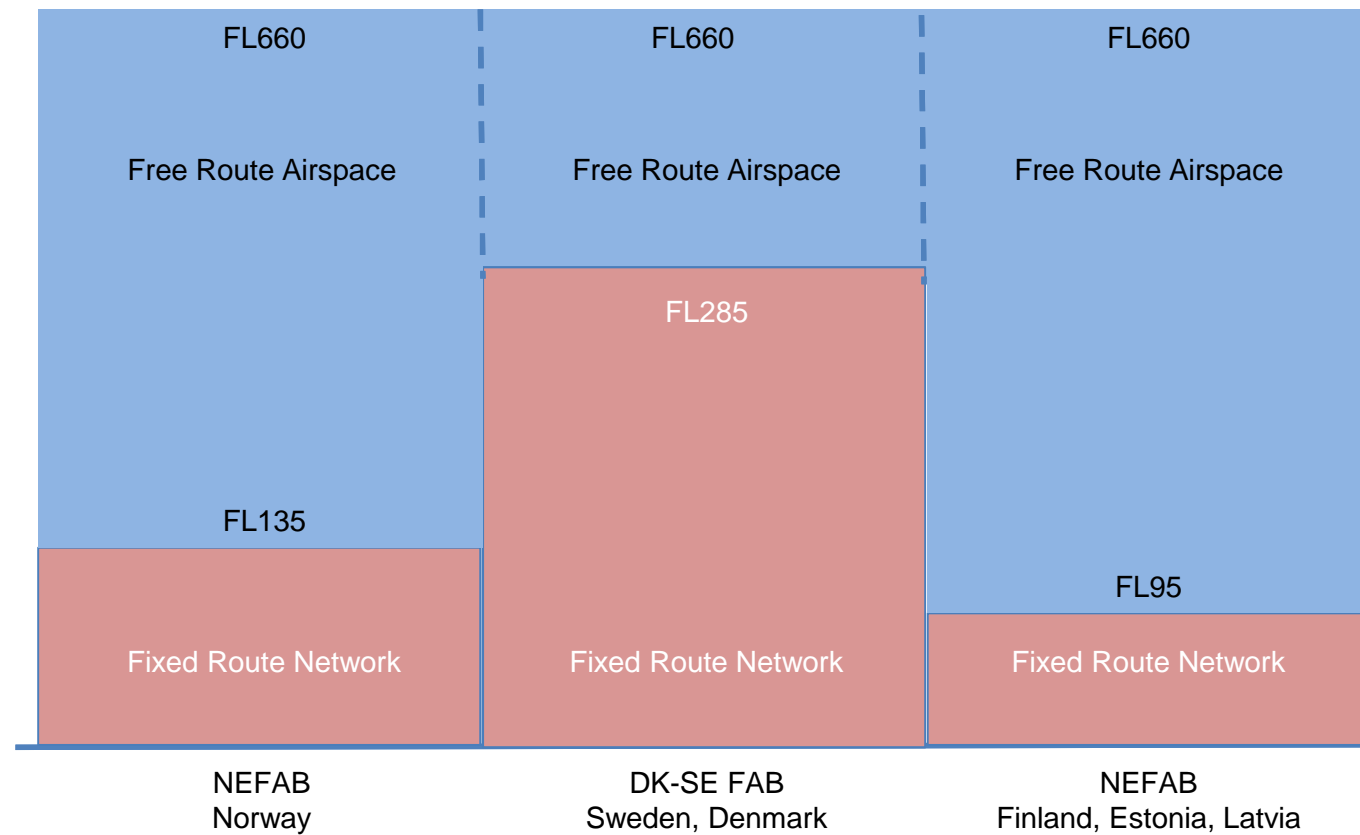 FL660
FL660
FL660
Free Route Airspace
Free Route Airspace
Free Route Airspace
FL285
FL135
FL95
Fixed Route Network
Fixed Route Network
Fixed Route Network
NEFAB
Norway
DK-SE FAB
Sweden, Denmark
NEFAB
Finland, Estonia, Latvia